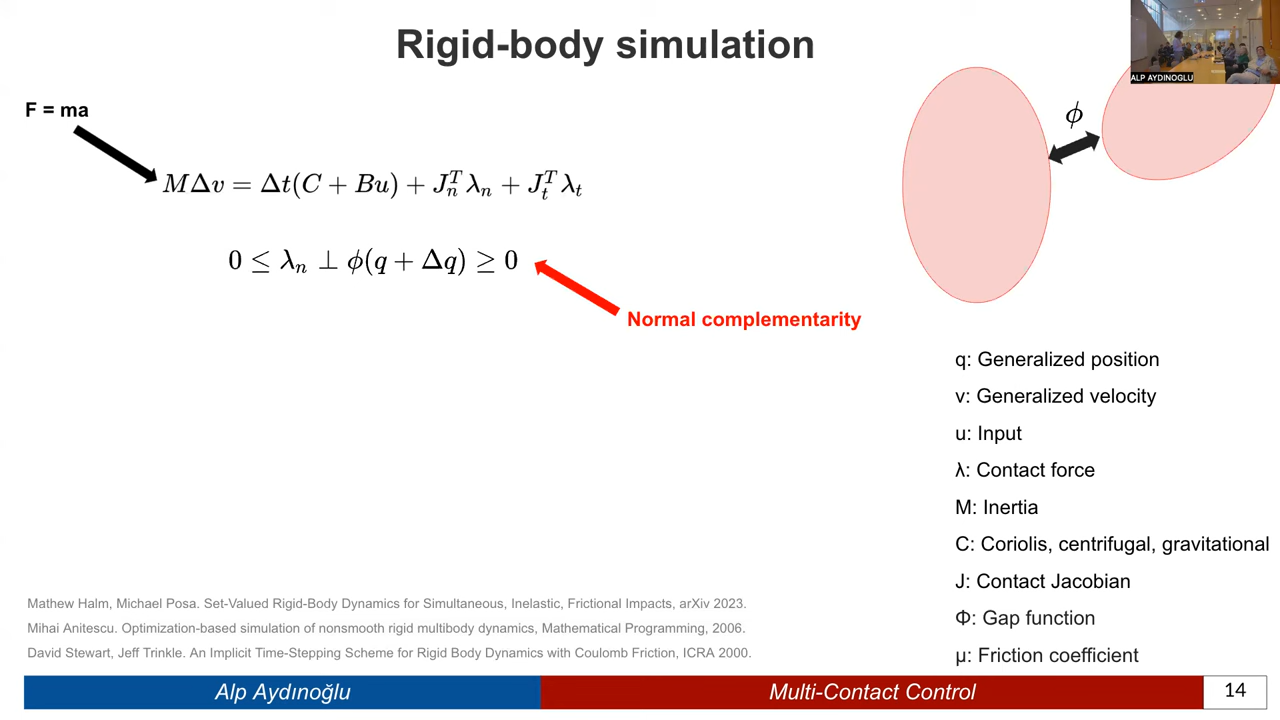 Rigid-body simulation
ALP AYDINOGLU
F = ma
ϕ
MΔv = Δt(C + Bu) + J_n^T λ_n + J_t^T λ_t
0 ≤ λ_n ⊥ ϕ(q + Δq) ≥ 0
Normal complementarity
q: Generalized position
v: Generalized velocity
u: Input
λ: Contact force
M: Inertia
C: Coriolis, centrifugal, gravitational
J: Contact Jacobian
Φ: Gap function
μ: Friction coefficient
Mathew Halm, Michael Posa. Set-Valued Rigid-Body Dynamics for Simultaneous, Inelastic, Frictional Impacts, arXiv 2023.
Mihai Anitescu. Optimization-based simulation of nonsmooth rigid multibody dynamics, Mathematical Programming, 2006.
David Stewart, Jeff Trinkle. An Implicit Time-Stepping Scheme for Rigid Body Dynamics with Coulomb Friction, ICRA 2000.
Alp Aydınoğlu
Multi-Contact Control
14